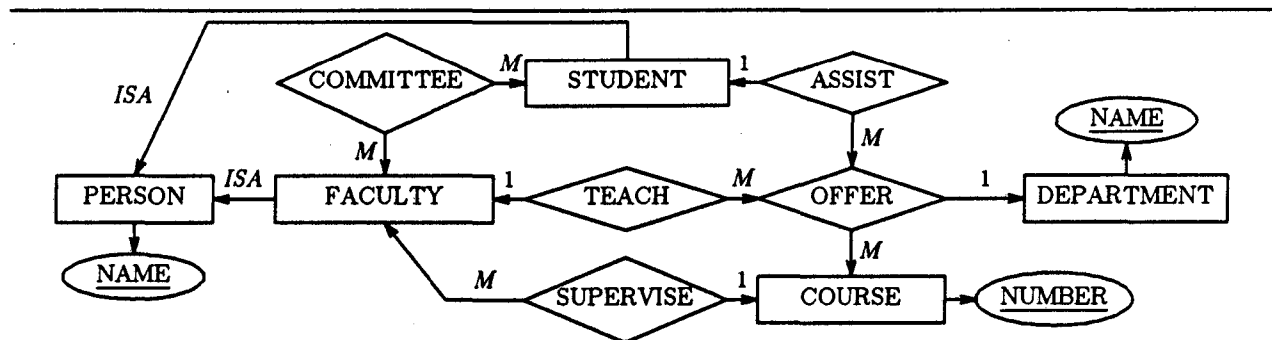 M
1
COMMITTEE
STUDENT
ASSIST
ISA
NAME
M
M
ISA
1
M
1
PERSON
FACULTY
TEACH
OFFER
DEPARTMENT
M
M
1
NAME
SUPERVISE
COURSE
NUMBER